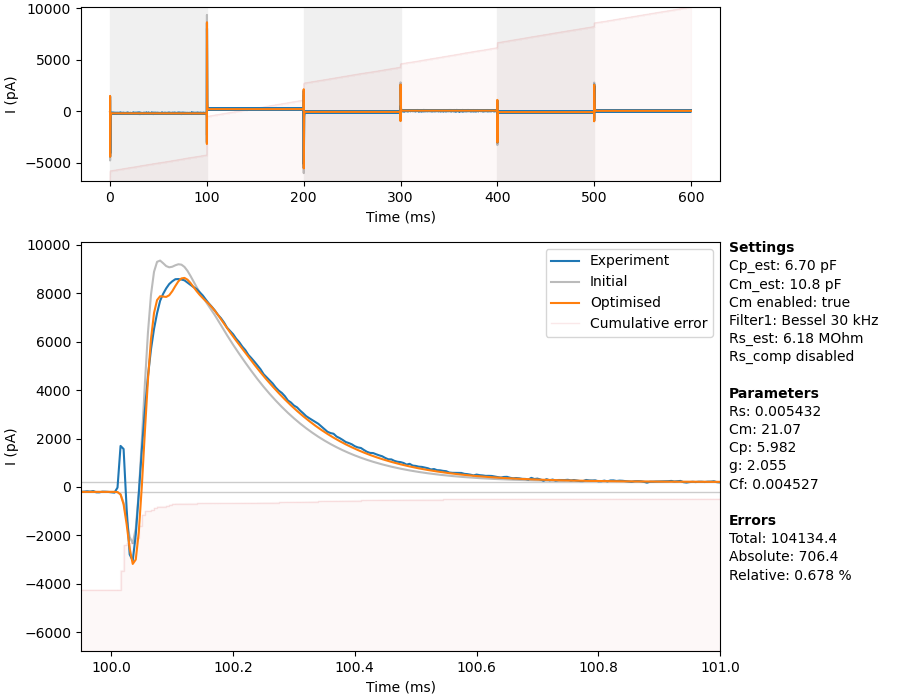 10000
5000
0
−5000
I (pA)
0 100 200 300 400 500 600
Time (ms)
10000
8000
6000
4000
2000
0
−2000
−4000
−6000
I (pA)
Experiment
Initial
Optimised
Cumulative error
100.0 100.2 100.4 100.6 100.8 101.0
Time (ms)
Settings
Cp_est: 6.70 pF
Cm_est: 10.8 pF
Cm enabled: true
Filter1: Bessel 30 kHz
Rs_est: 6.18 MOhm
Rs_comp disabled
Parameters
Rs: 0.005432
Cm: 21.07
Cp: 5.982
g: 2.055
Cf: 0.004527
Errors
Total: 104134.4
Absolute: 706.4
Relative: 0.678 %